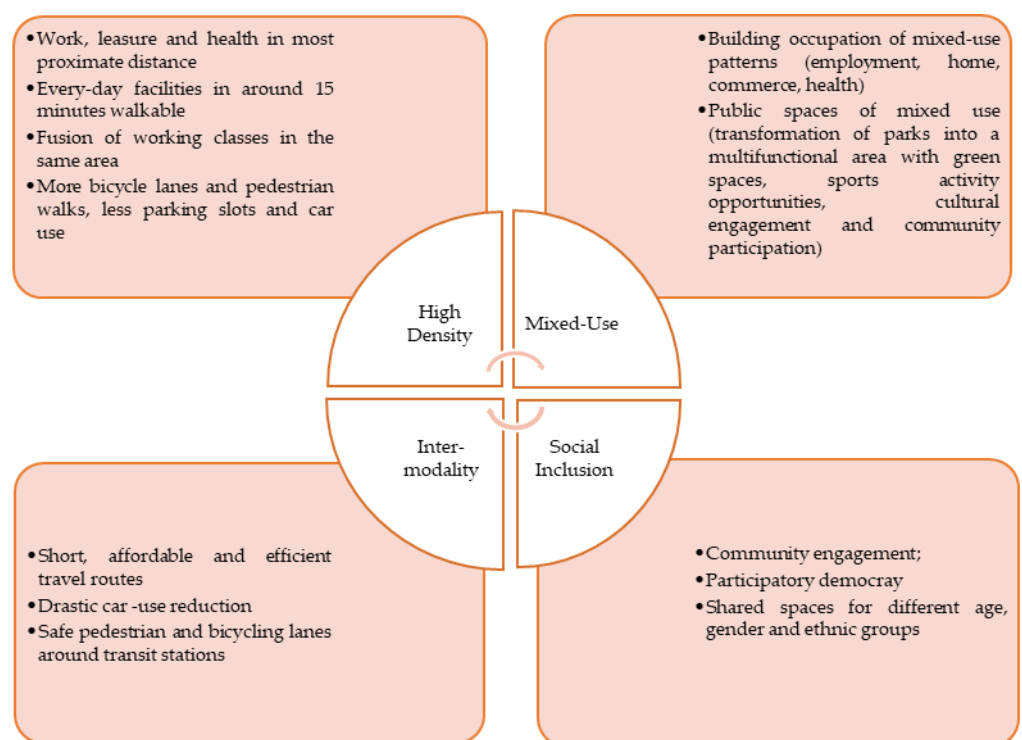 •Work, leasure and health in most
proximate distance
•Every-day facilities in around 15
minutes walkable
•Fusion of working classes in the
same area
•More bicycle lanes and pedestrian
walks, less parking slots and car
use
•Building occupation of mixed-use
patterns (employment, home,
commerce, health)
•Public spaces of mixed use
(transformation of parks into a
multifunctional area with green
spaces, sports activity
opportunities, cultural
engagement and community
participation)
High
Density
Mixed-Use
Inter-
modality
Social
Inclusion
•Short, affordable and efficient
travel routes
•Drastic car -use reduction
•Safe pedestrian and bicycling lanes
around transit stations
•Community engagement;
•Participatory democray
•Shared spaces for different age,
gender and ethnic groups